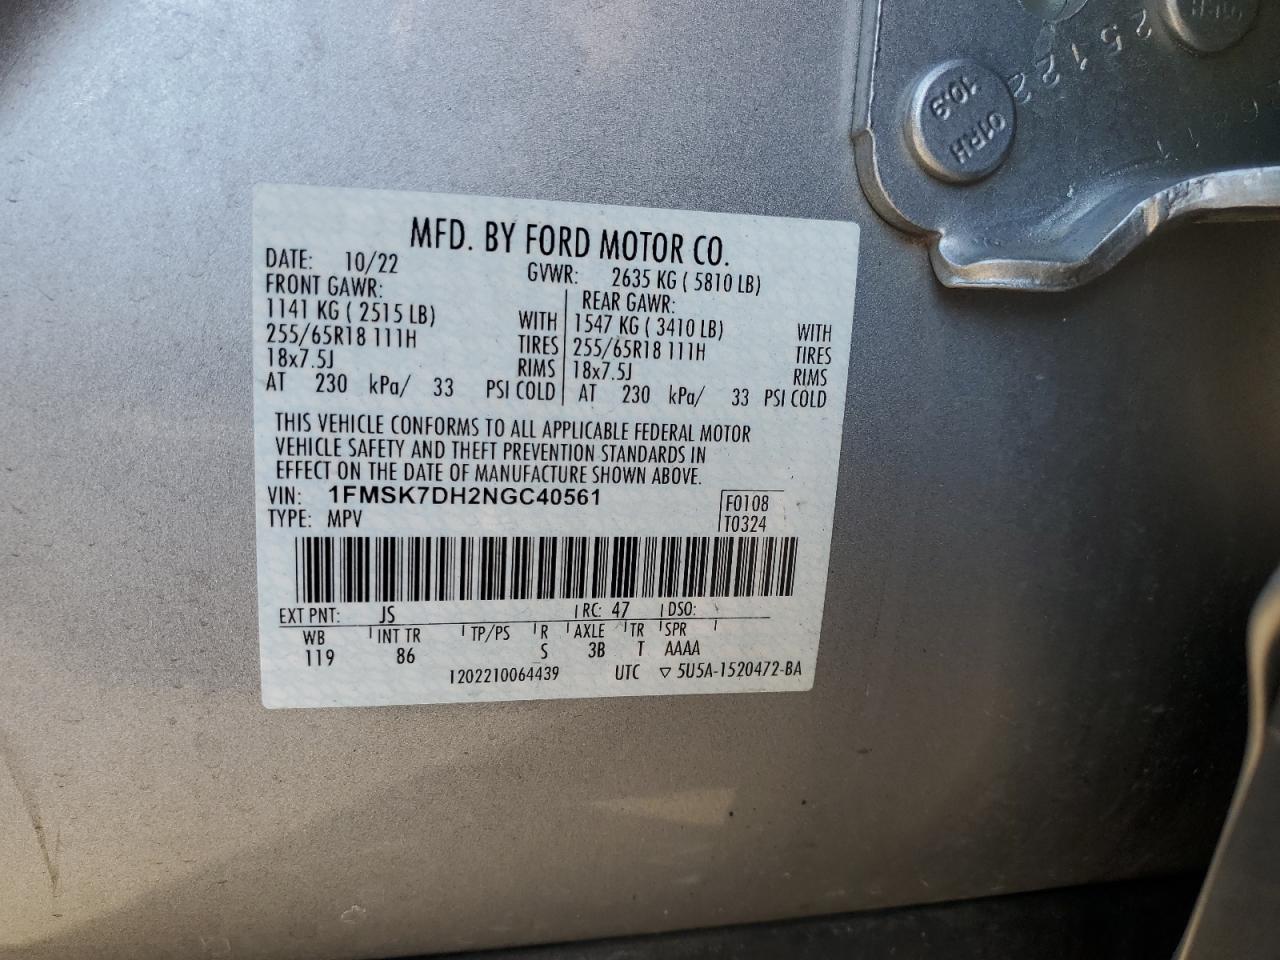 01RH
10.9
25122
MFD. BY FORD MOTOR CO.
DATE: 10/22 GVWR: 2635 KG ( 5810 LB)
FRONT GAWR: REAR GAWR:
1141 KG ( 2515 LB) WITH 1547 KG ( 3410 LB) WITH
255/65R18 111H TIRES 255/65R18 111H TIRES
18x7.5J RIMS 18x7.5J RIMS
AT 230 kPa/ 33 PSI COLD AT 230 kPa/ 33 PSI COLD
THIS VEHICLE CONFORMS TO ALL APPLICABLE FEDERAL MOTOR
VEHICLE SAFETY AND THEFT PREVENTION STANDARDS IN
EFFECT ON THE DATE OF MANUFACTURE SHOWN ABOVE.
VIN: 1FMSK7DH2NGC40561 F0108
TYPE: MPV T0324
EXT PNT: JS RC: 47 DSO:
WB INT TR TP/PS R AXLE TR SPR
119 86 S 3B T AAAA
1202210064439 UTC ▽ 5U5A-1520472-BA